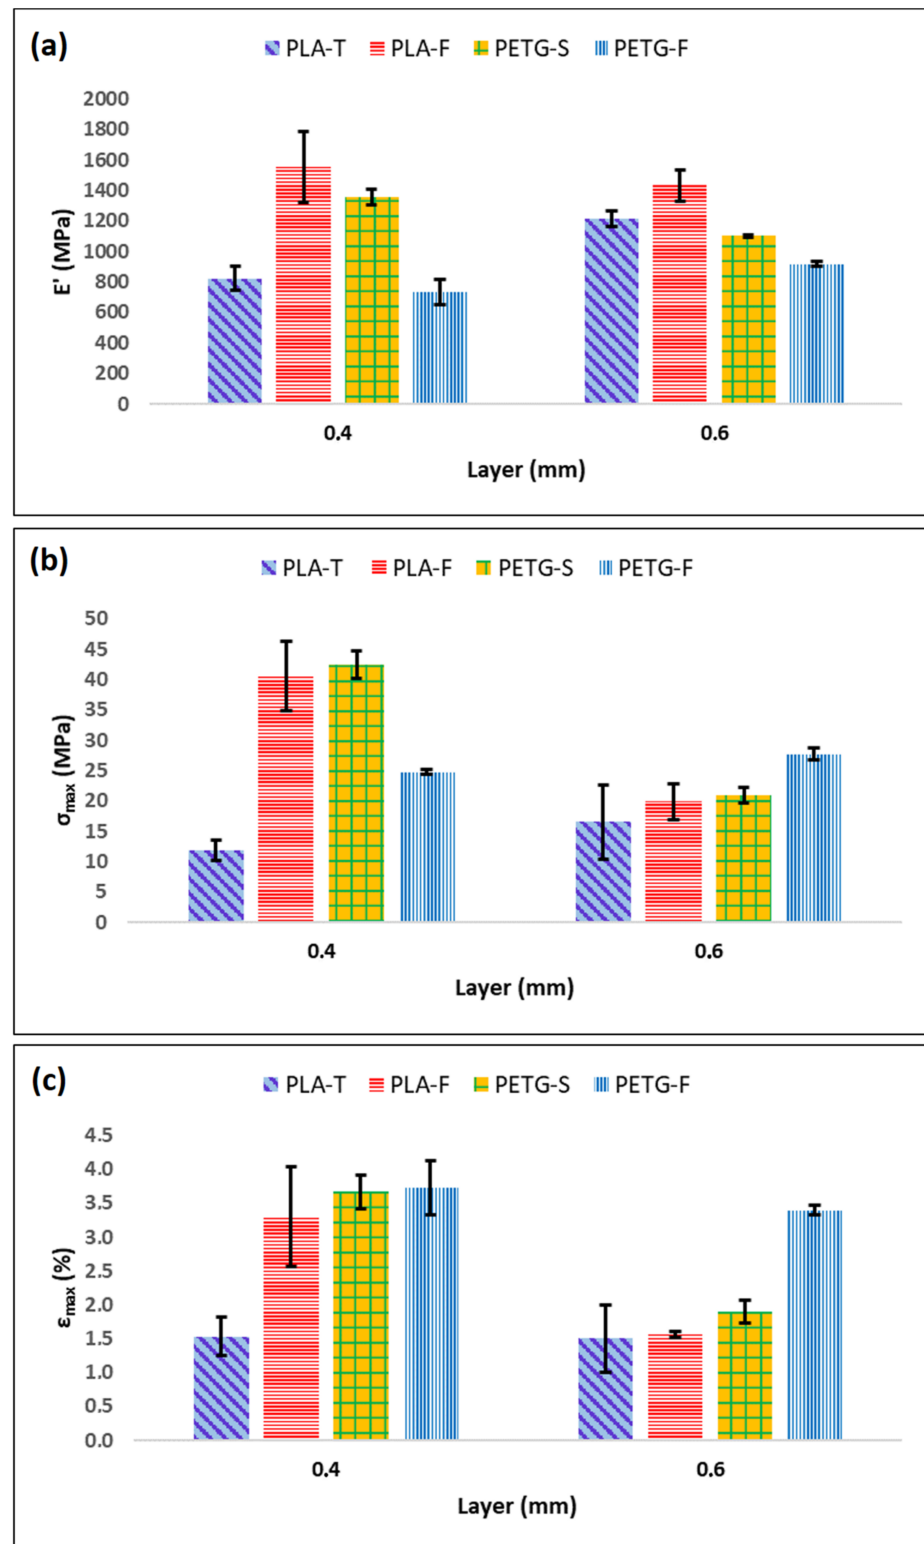 (a)
PLA-T PLA-F PETG-S PETG-F
2000
1800
1600
1400
1200
1000
800
600
400
200
0
E' (MPa)
0.4 0.6
Layer (mm)
(b)
PLA-T PLA-F PETG-S PETG-F
50
45
40
35
30
25
20
15
10
5
0
σmax (MPa)
0.4 0.6
Layer (mm)
(c)
PLA-T PLA-F PETG-S PETG-F
4.5
4.0
3.5
3.0
2.5
2.0
1.5
1.0
0.5
0.0
εmax (%)
0.4 0.6
Layer (mm)